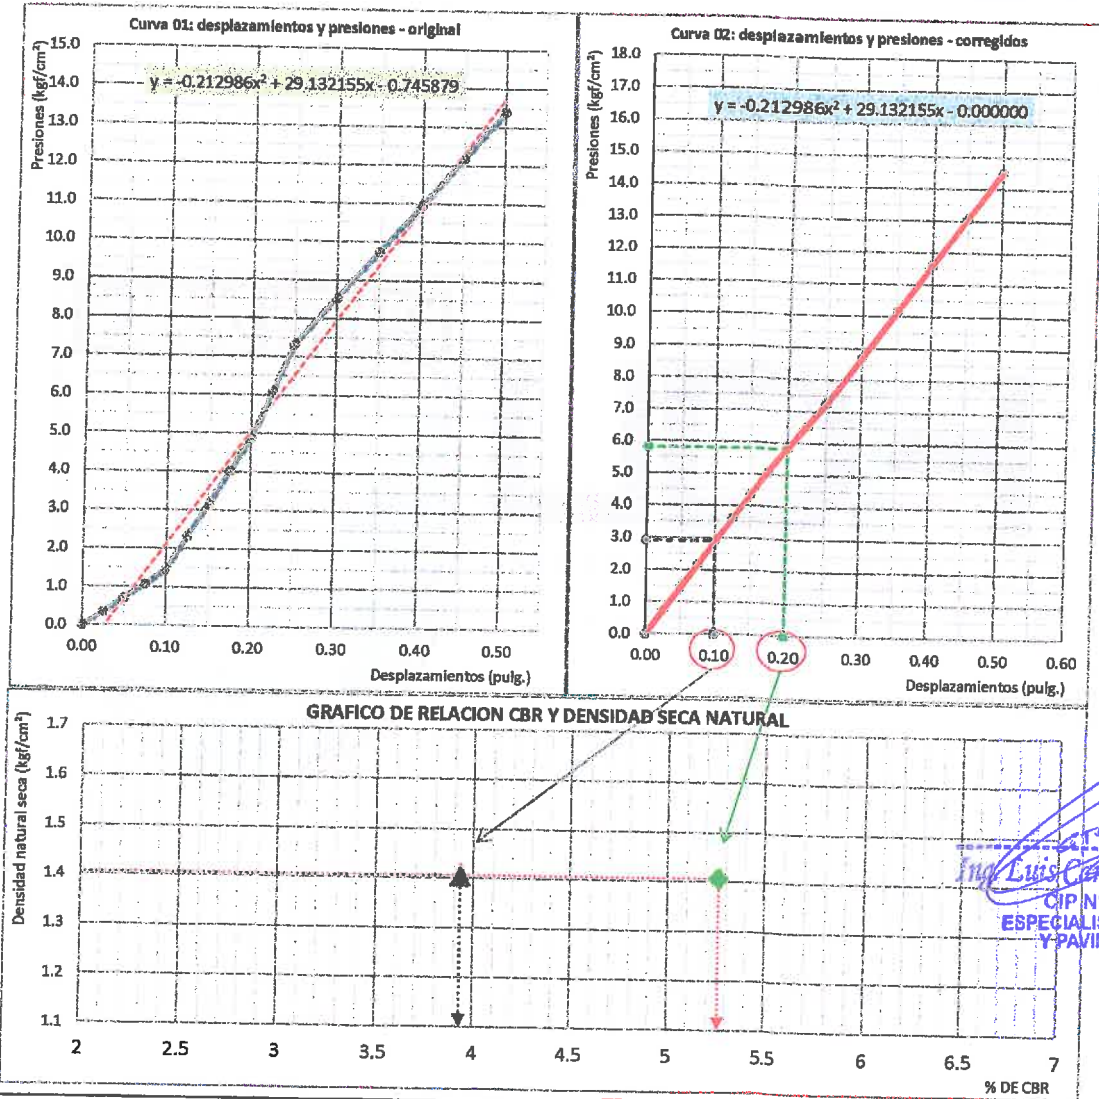 Curva 01: desplazamientos y presiones - original
Presiones (kgf/cm²)
15.0
14.0
13.0
12.0
11.0
10.0
9.0
8.0
7.0
6.0
5.0
4.0
3.0
2.0
1.0
0.0
y = -0.212986x² + 29.132155x - 0.745879
0.00 0.10 0.20 0.30 0.40 0.50
Desplazamientos (pulg.)
Curva 02: desplazamientos y presiones - corregidos
Presiones (kgf/cm²)
18.0
17.0
16.0
15.0
14.0
13.0
12.0
11.0
10.0
9.0
8.0
7.0
6.0
5.0
4.0
3.0
2.0
1.0
0.0
y = -0.212986x² + 29.132155x - 0.000000
0.00 0.10 0.20 0.30 0.40 0.50 0.60
Desplazamientos (pulg.)
GRAFICO DE RELACION CBR Y DENSIDAD SECA NATURAL
Densidad natural seca (kgf/cm²)
1.7
1.6
1.5
1.4
1.3
1.2
1.1
2 2.5 3 3.5 4 4.5 5 5.5 6 6.5 7
% DE CBR
Ing. Luis
CIP N
ESPECIALIS
Y PAVI